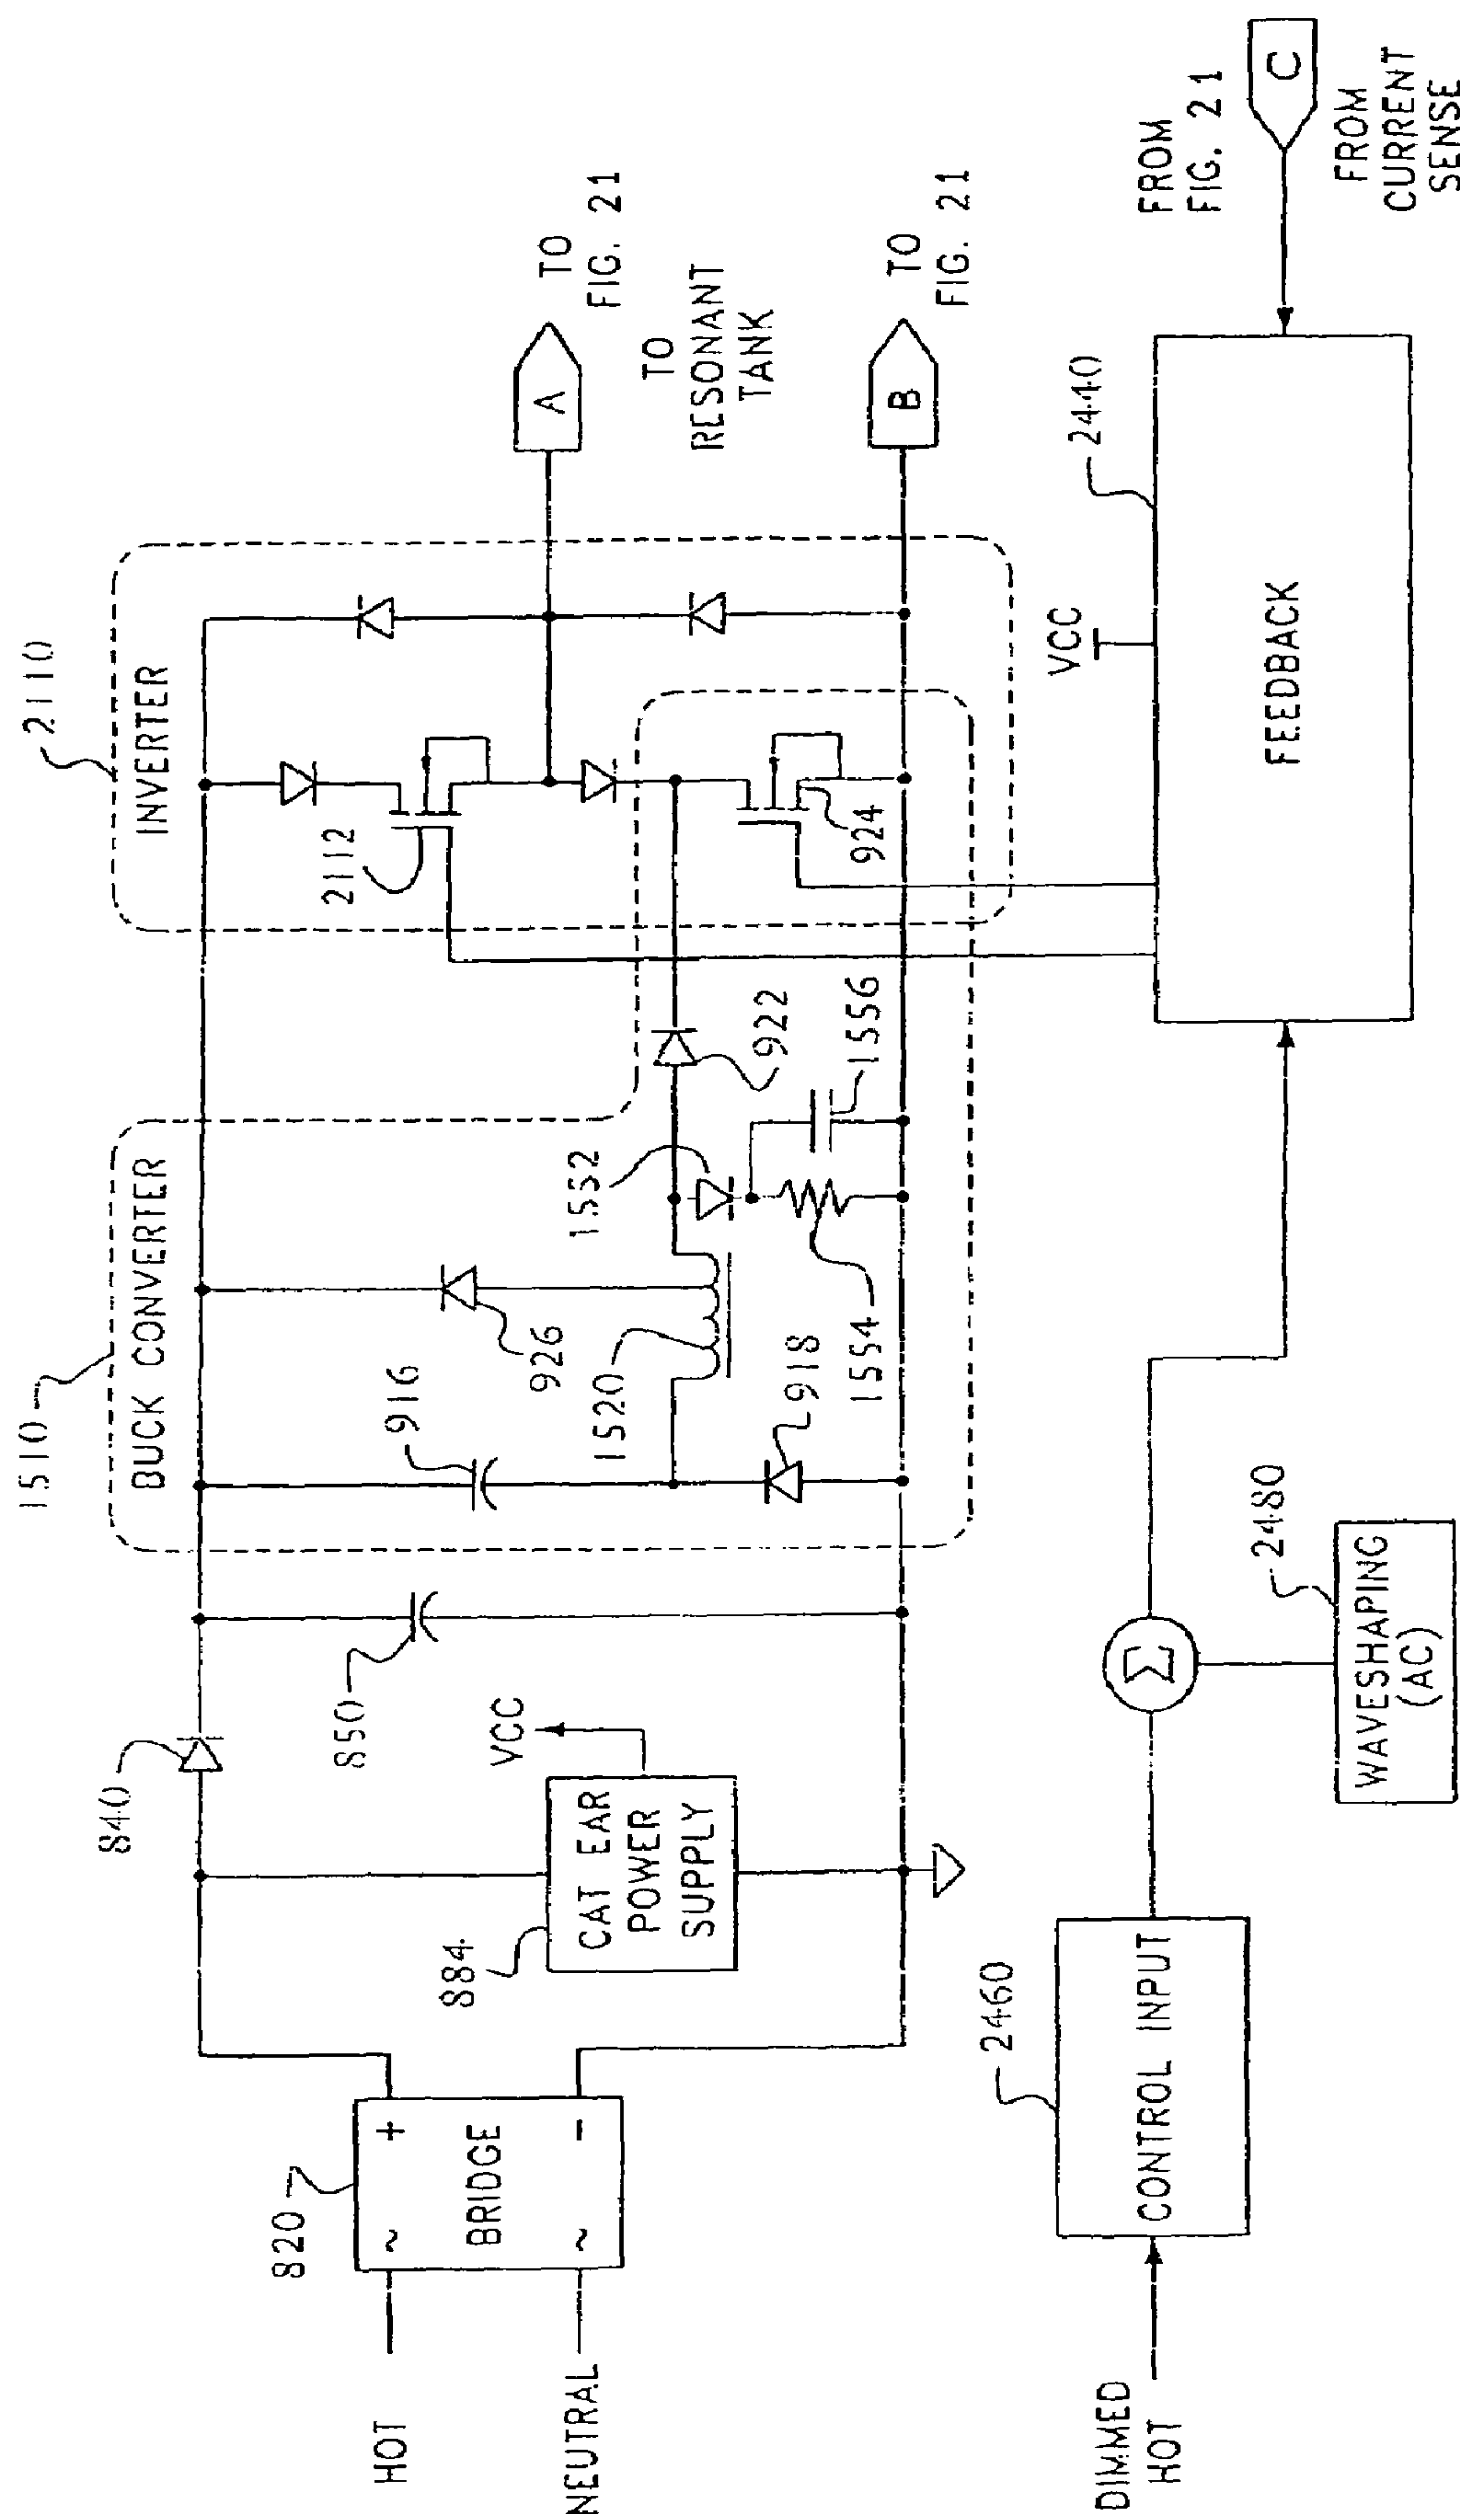 1510
BUCK CONVERTER
2110
INVERTER
840
850
916
926
1520
918
1552
1554
1556
922
2112
924
820
HOT
NEUTRAL
~ +
BRIDGE
~ -
884
CAT EAR
POWER
SUPPLY
VCC
A
TO
FIG. 21
TO
RESONANT
TANK
B
TO
FIG. 21
DIMMED
HOT
2460
CONTROL INPUT
Σ
2480
WAVESHAPING
(AC)
VCC
2440
FEEDBACK
FROM
FIG. 21
C
FROM
CURRENT
SENSE